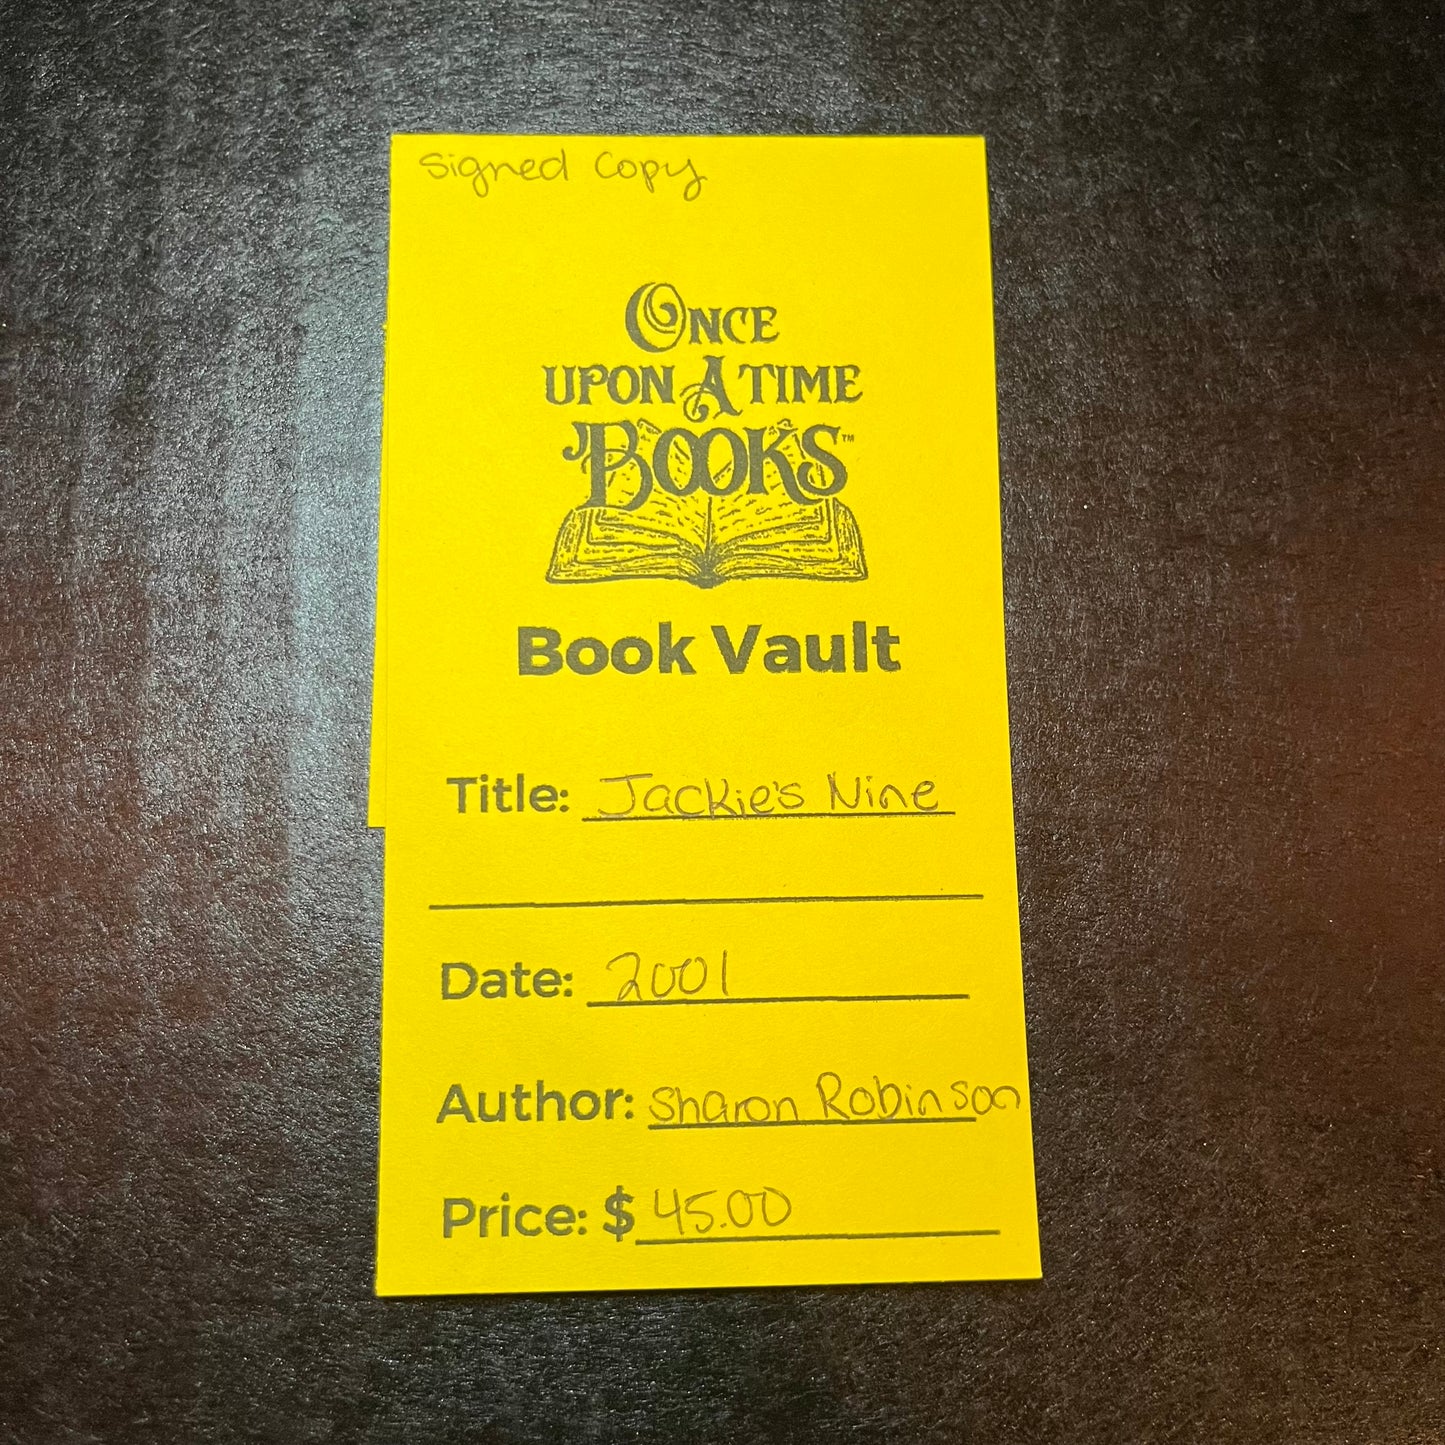 Signed Copy
ONCE
UPON A TIME
BOOKS™
Book Vault
Title: Jackie's Nine
Date: 2001
Author: Sharon Robinson
Price: $ 45.00